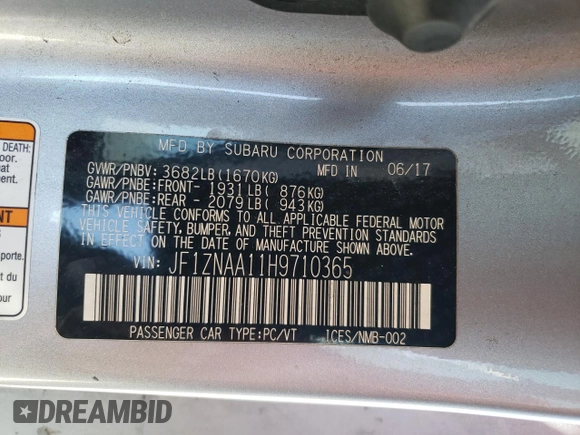 MFD BY SUBARU CORPORATION
GVWR/PNBV: 3682LB(1670KG) MFD IN 06/17
GAWR/PNBE:FRONT- 1931LB( 876KG)
GAWR/PNBE:REAR - 2079LB( 943KG)
THIS VEHICLE CONFORMS TO ALL APPLICABLE FEDERAL MOTOR
VEHICLE SAFETY, BUMPER, AND THEFT PREVENTION STANDARDS
IN EFFECT ON THE DATE OF MANUFACTURE SHOWN ABOVE.
VIN: JF1ZNAA11H9710365
PASSENGER CAR TYPE:PC/VT ICES/NMB-002
DEATH:
oor.
at
NT
porte.
DREAMBID